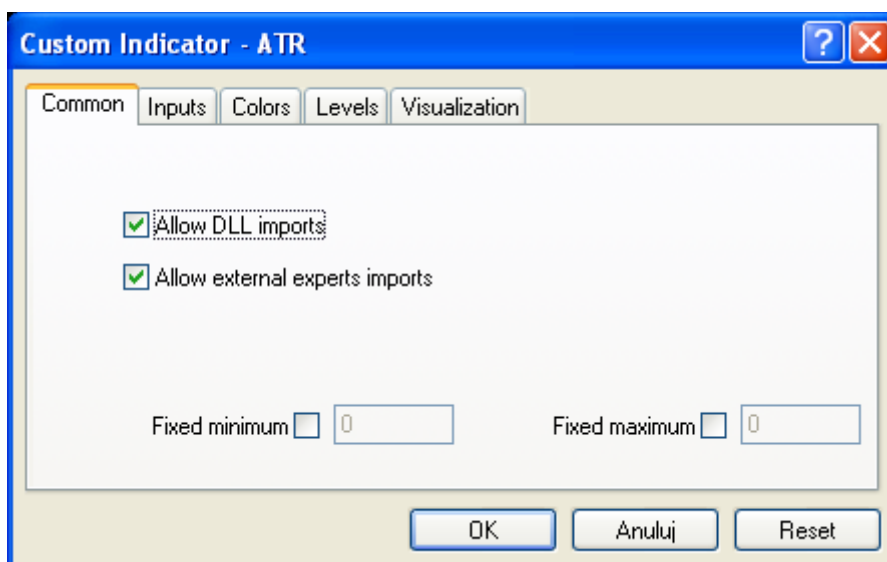 Custom Indicator - ATR
Common Inputs Colors Levels Visualization
Allow DLL imports
Allow external experts imports
Fixed minimum 0 Fixed maximum 0
OK Anuluj Reset